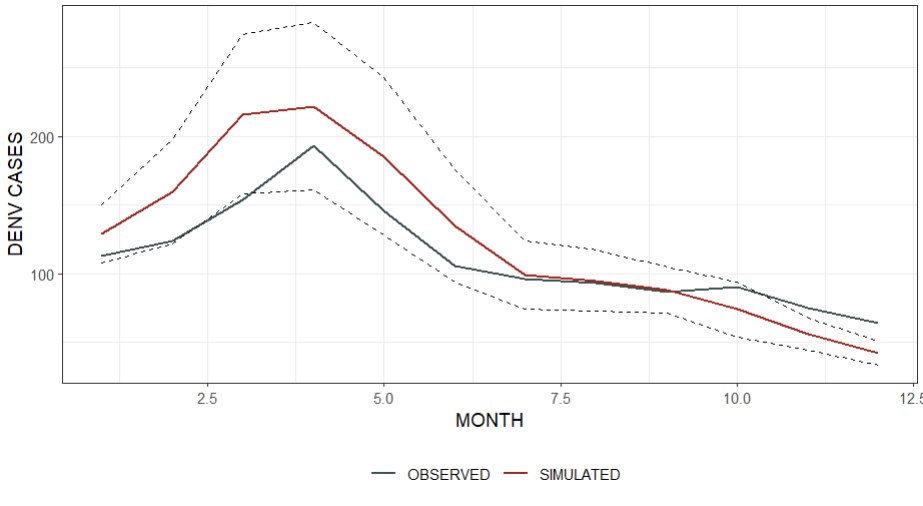 DENV CASES
200
100
2.5 5.0 7.5 10.0 12.5
MONTH
OBSERVED SIMULATED